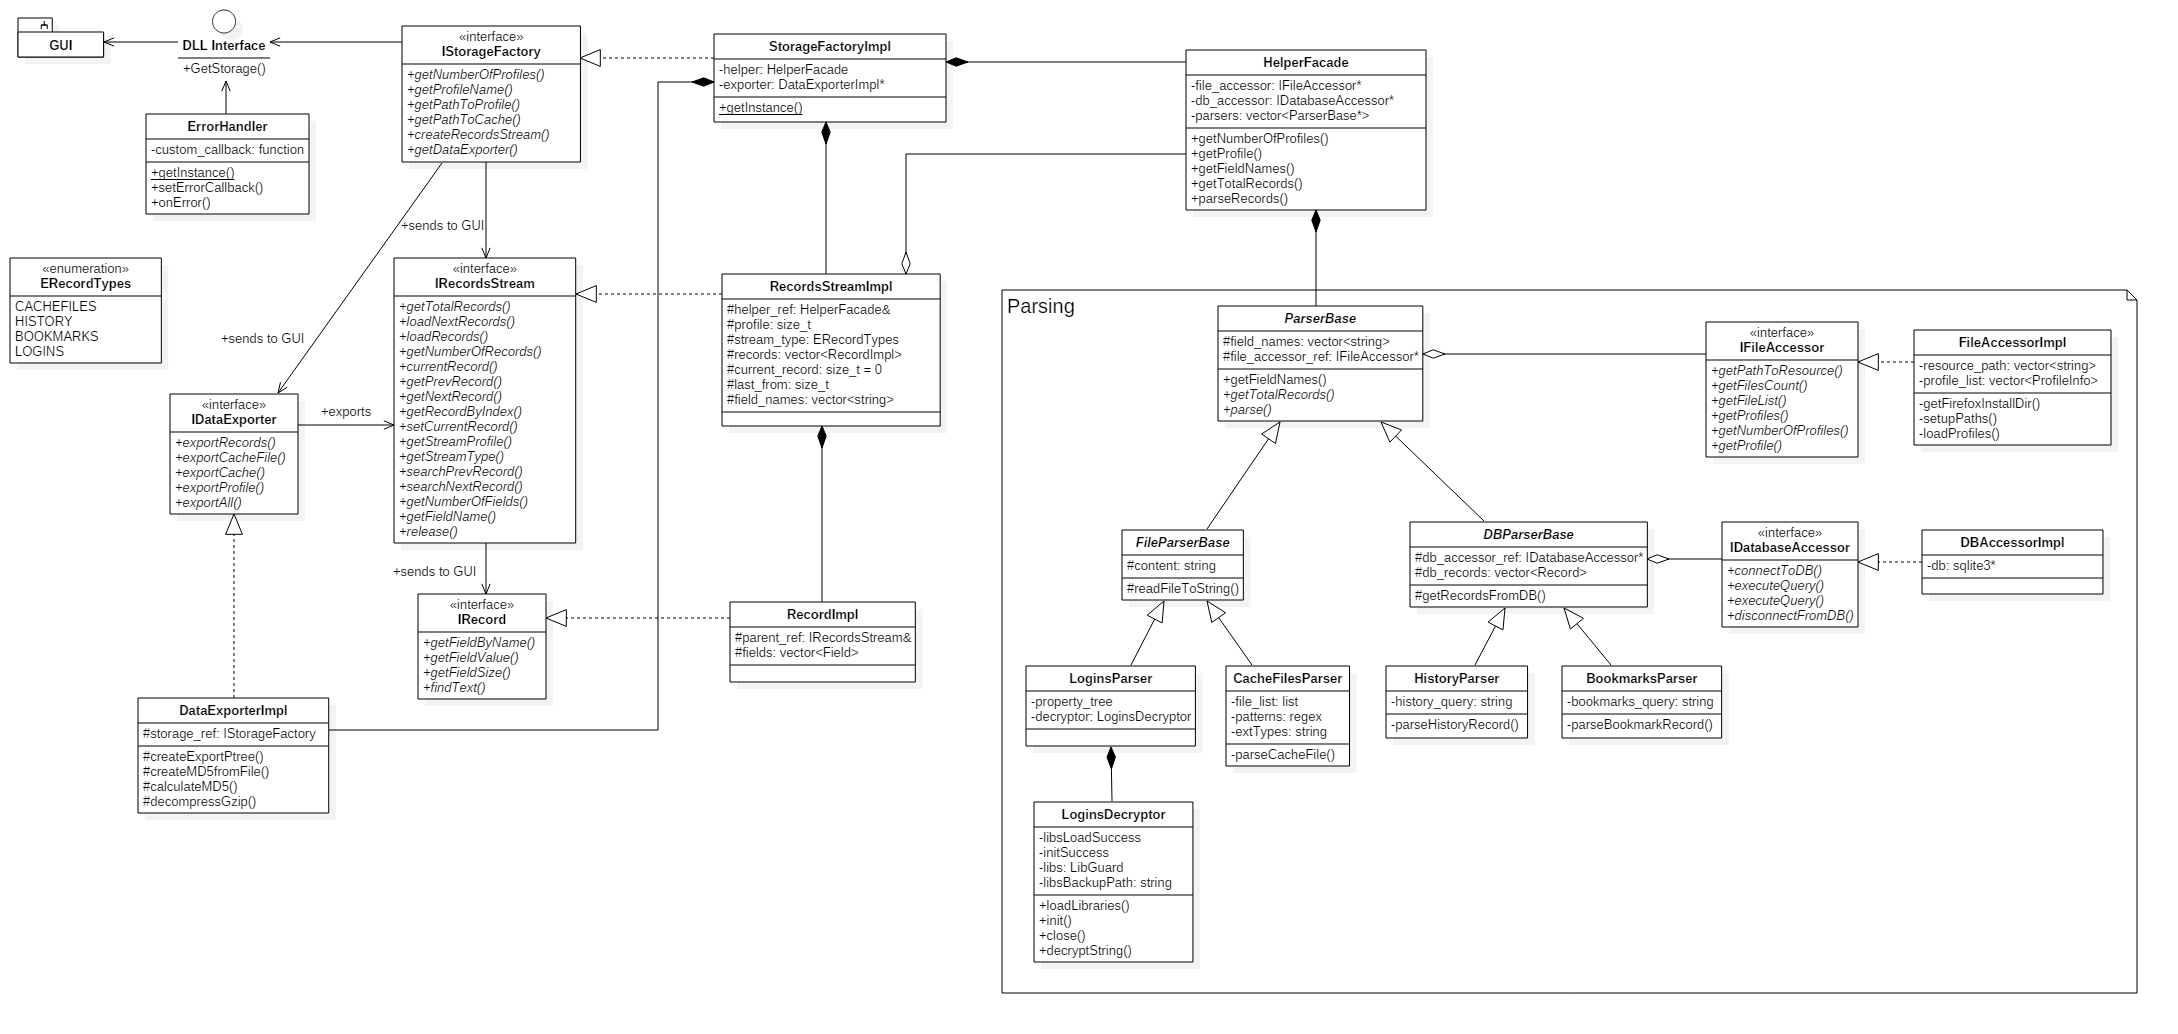 GUI
DLL Interface
+GetStorage()
ErrorHandler
-custom_callback: function
+getInstance()
+setErrorCallback()
+onError()
«enumeration»
ERecordTypes
CACHEFILES
HISTORY
BOOKMARKS
LOGINS
«interface»
IStorageFactory
+getNumberOfProfiles()
+getProfileName()
+getPathToProfile()
+getPathToCache()
+createRecordsStream()
+getDataExporter()
+sends to GUI
+sends to GUI
«interface»
IDataExporter
+exportRecords()
+exportCacheFile()
+exportCache()
+exportProfile()
+exportAll()
+exports
«interface»
IRecordsStream
+getTotalRecords()
+loadNextRecords()
+loadRecords()
+getNumberOfRecords()
+currentRecord()
+getPrevRecord()
+getNextRecord()
+getRecordByIndex()
+setCurrentRecord()
+getStreamProfile()
+getStreamType()
+searchPrevRecord()
+searchNextRecord()
+getNumberOfFields()
+getFieldName()
+release()
+sends to GUI
«interface»
IRecord
+getFieldByName()
+getFieldValue()
+getFieldSize()
+findText()
DataExporterImpl
#storage_ref: IStorageFactory
#createExportPtree()
#createMD5fromFile()
#calculateMD5()
#decompressGzip()
StorageFactoryImpl
-helper: HelperFacade
-exporter: DataExporterImpl*
+getInstance()
RecordsStreamImpl
#helper_ref: HelperFacade&
#profile: size_t
#stream_type: ERecordTypes
#records: vector<RecordImpl>
#current_record: size_t = 0
#last_from: size_t
#field_names: vector<string>
RecordImpl
#parent_ref: IRecordsStream&
#fields: vector<Field>
HelperFacade
-file_accessor: IFileAccessor*
-db_accessor: IDatabaseAccessor*
-parsers: vector<ParserBase*>
+getNumberOfProfiles()
+getProfile()
+getFieldNames()
+getTotalRecords()
+parseRecords()
Parsing
ParserBase
#field_names: vector<string>
#file_accessor_ref: IFileAccessor*
+getFieldNames()
+getTotalRecords()
+parse()
«interface»
IFileAccessor
+getPathToResource()
+getFilesCount()
+getFileList()
+getProfiles()
+getNumberOfProfiles()
+getProfile()
FileAccessorImpl
-resource_path: vector<string>
-profile_list: vector<ProfileInfo>
-getFirefoxInstallDir()
-setupPaths()
-loadProfiles()
FileParserBase
#content: string
#readFileToString()
DBParserBase
#db_accessor_ref: IDatabaseAccessor*
#db_records: vector<Record>
#getRecordsFromDB()
«interface»
IDatabaseAccessor
+connectToDB()
+executeQuery()
+executeQuery()
+disconnectFromDB()
DBAccessorImpl
-db: sqlite3*
LoginsParser
-property_tree
-decryptor: LoginsDecryptor
CacheFilesParser
-file_list: list
-patterns: regex
-extTypes: string
-parseCacheFile()
HistoryParser
-history_query: string
-parseHistoryRecord()
BookmarksParser
-bookmarks_query: string
-parseBookmarkRecord()
LoginsDecryptor
-libsLoadSuccess
-initSuccess
-libs: LibGuard
-libsBackupPath: string
+loadLibraries()
+init()
+close()
+decryptString()